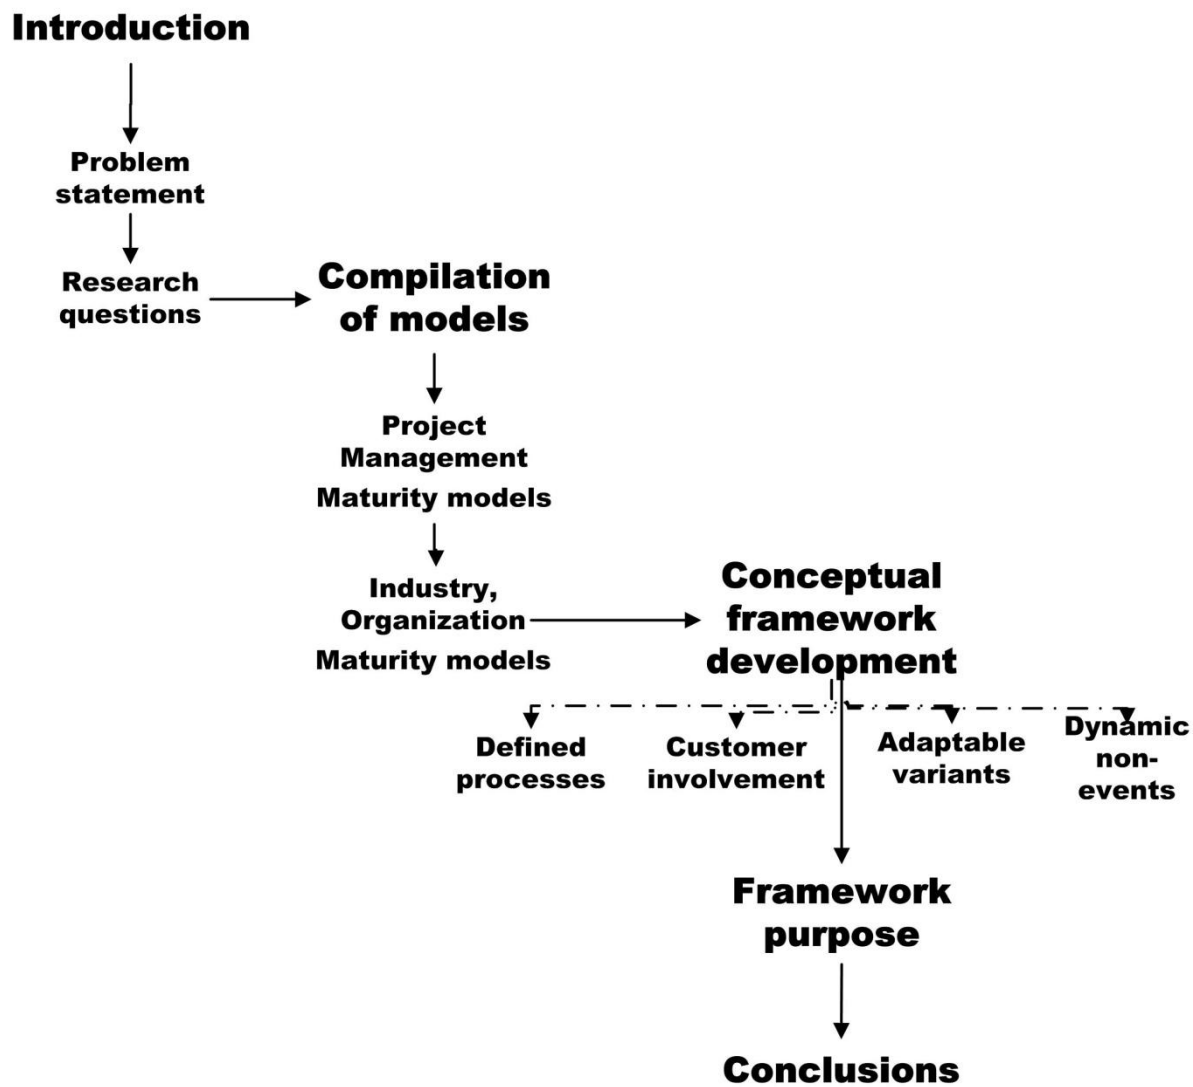 Introduction
Problem
statement
Research
questions
Compilation
of models
Project
Management
Maturity models
Industry,
Organization
Maturity models
Conceptual
framework
development
Defined
processes
Customer
involvement
Adaptable
variants
Dynamic
non-
events
Framework
purpose
Conclusions